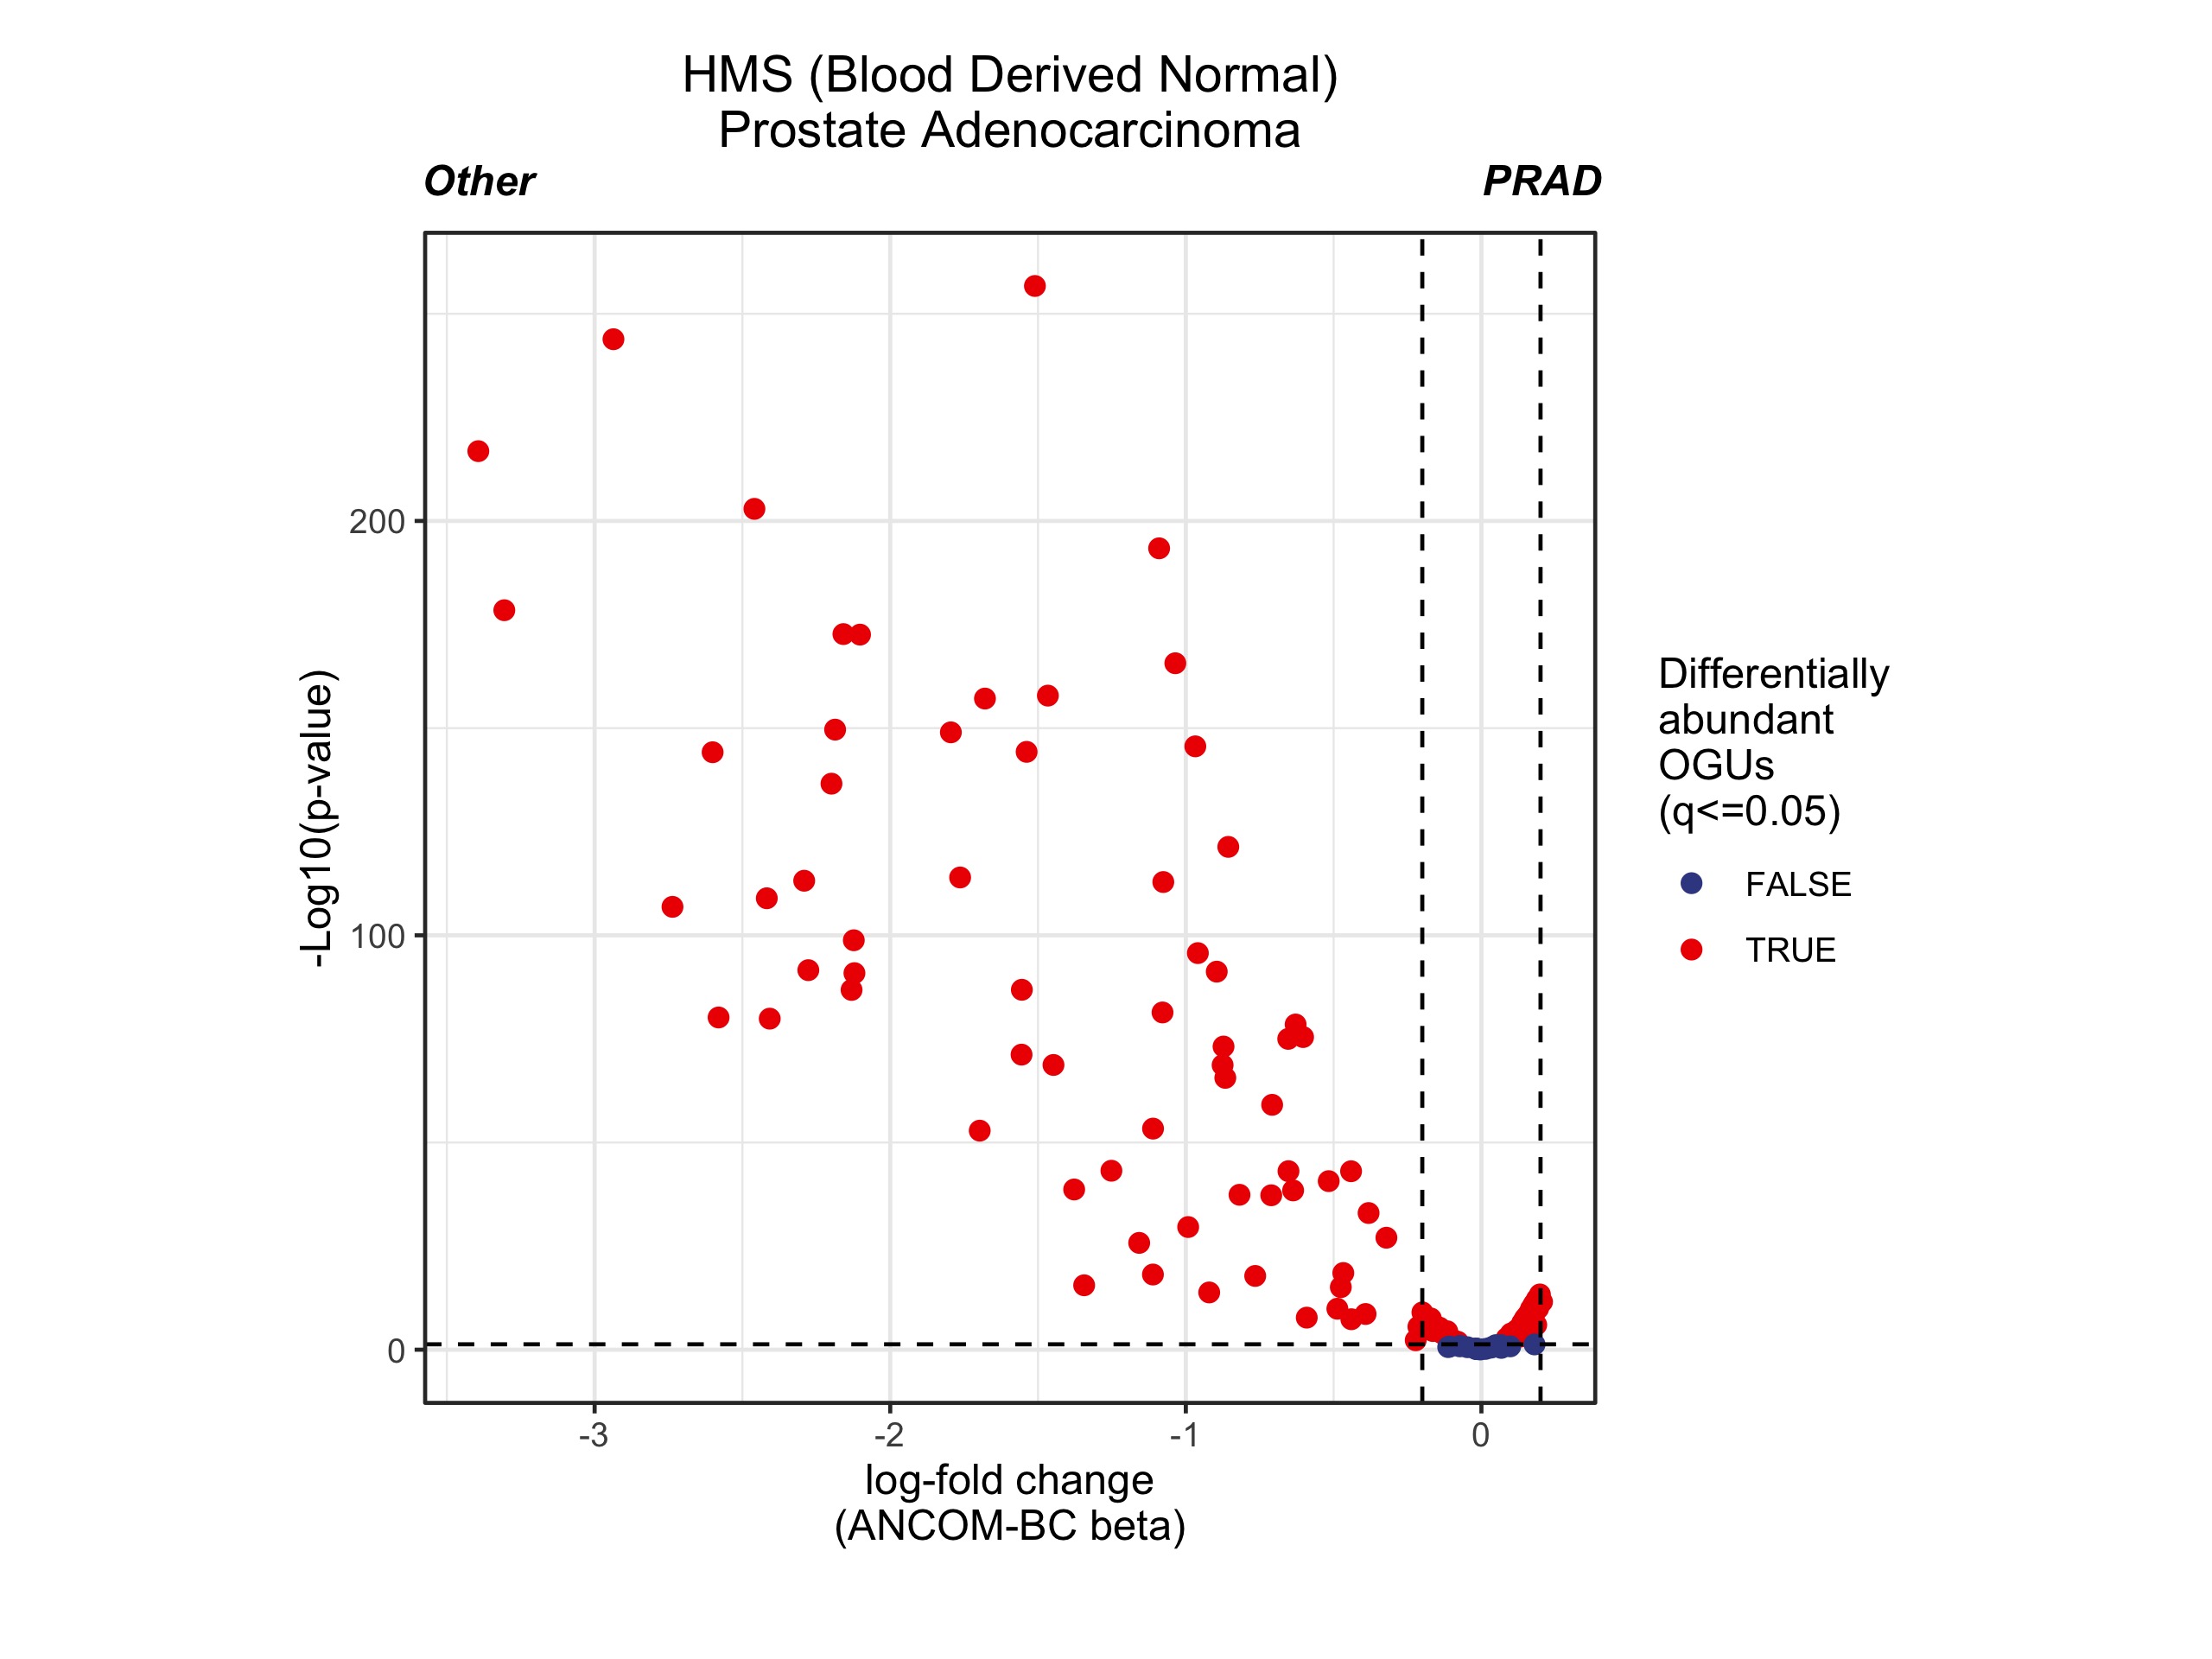 HMS (Blood Derived Normal)
Prostate Adenocarcinoma
Other
PRAD
200
100
0
-Log10(p-value)
-3
-2
-1
0
log-fold change
(ANCOM-BC beta)
Differentially
abundant
OGUs
(q<=0.05)
FALSE
TRUE